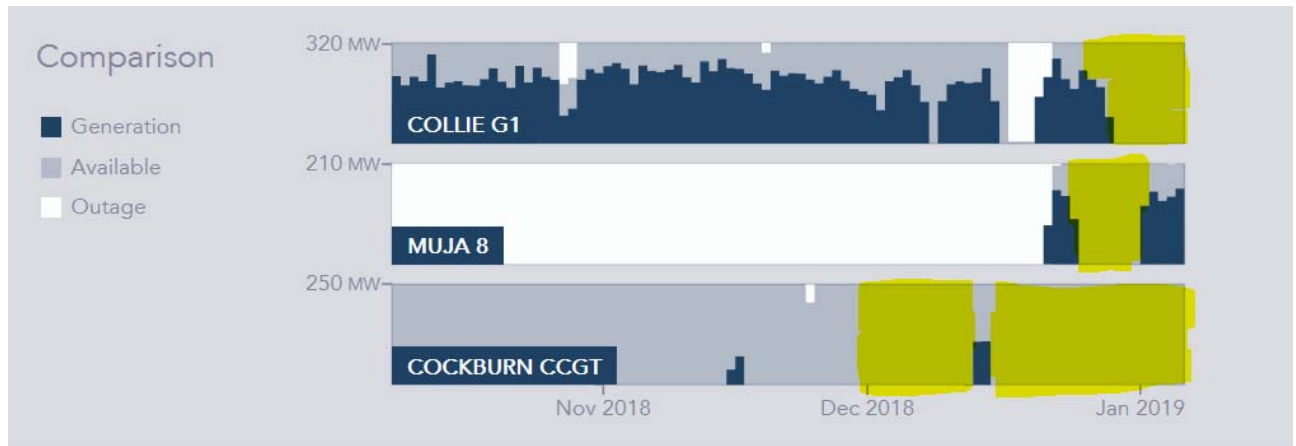 Comparison
Generation
Available
Outage
320 MW
COLLIE G1
210 MW
MUJA 8
250 MW
COCKBURN CCGT
Nov 2018
Dec 2018
Jan 2019